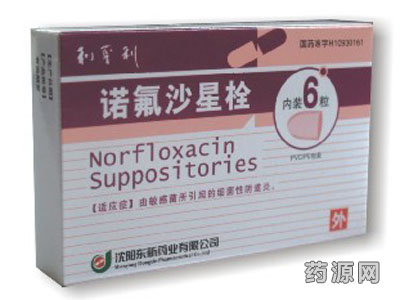 利圣利
国药准字H10930161
诺氟沙星栓
内装6粒
Norfloxacin
Suppositories
PVC/PE包装
【适应症】由敏感菌所引起的细菌性阴道炎。
外
沈阳东新药业有限公司
药源网